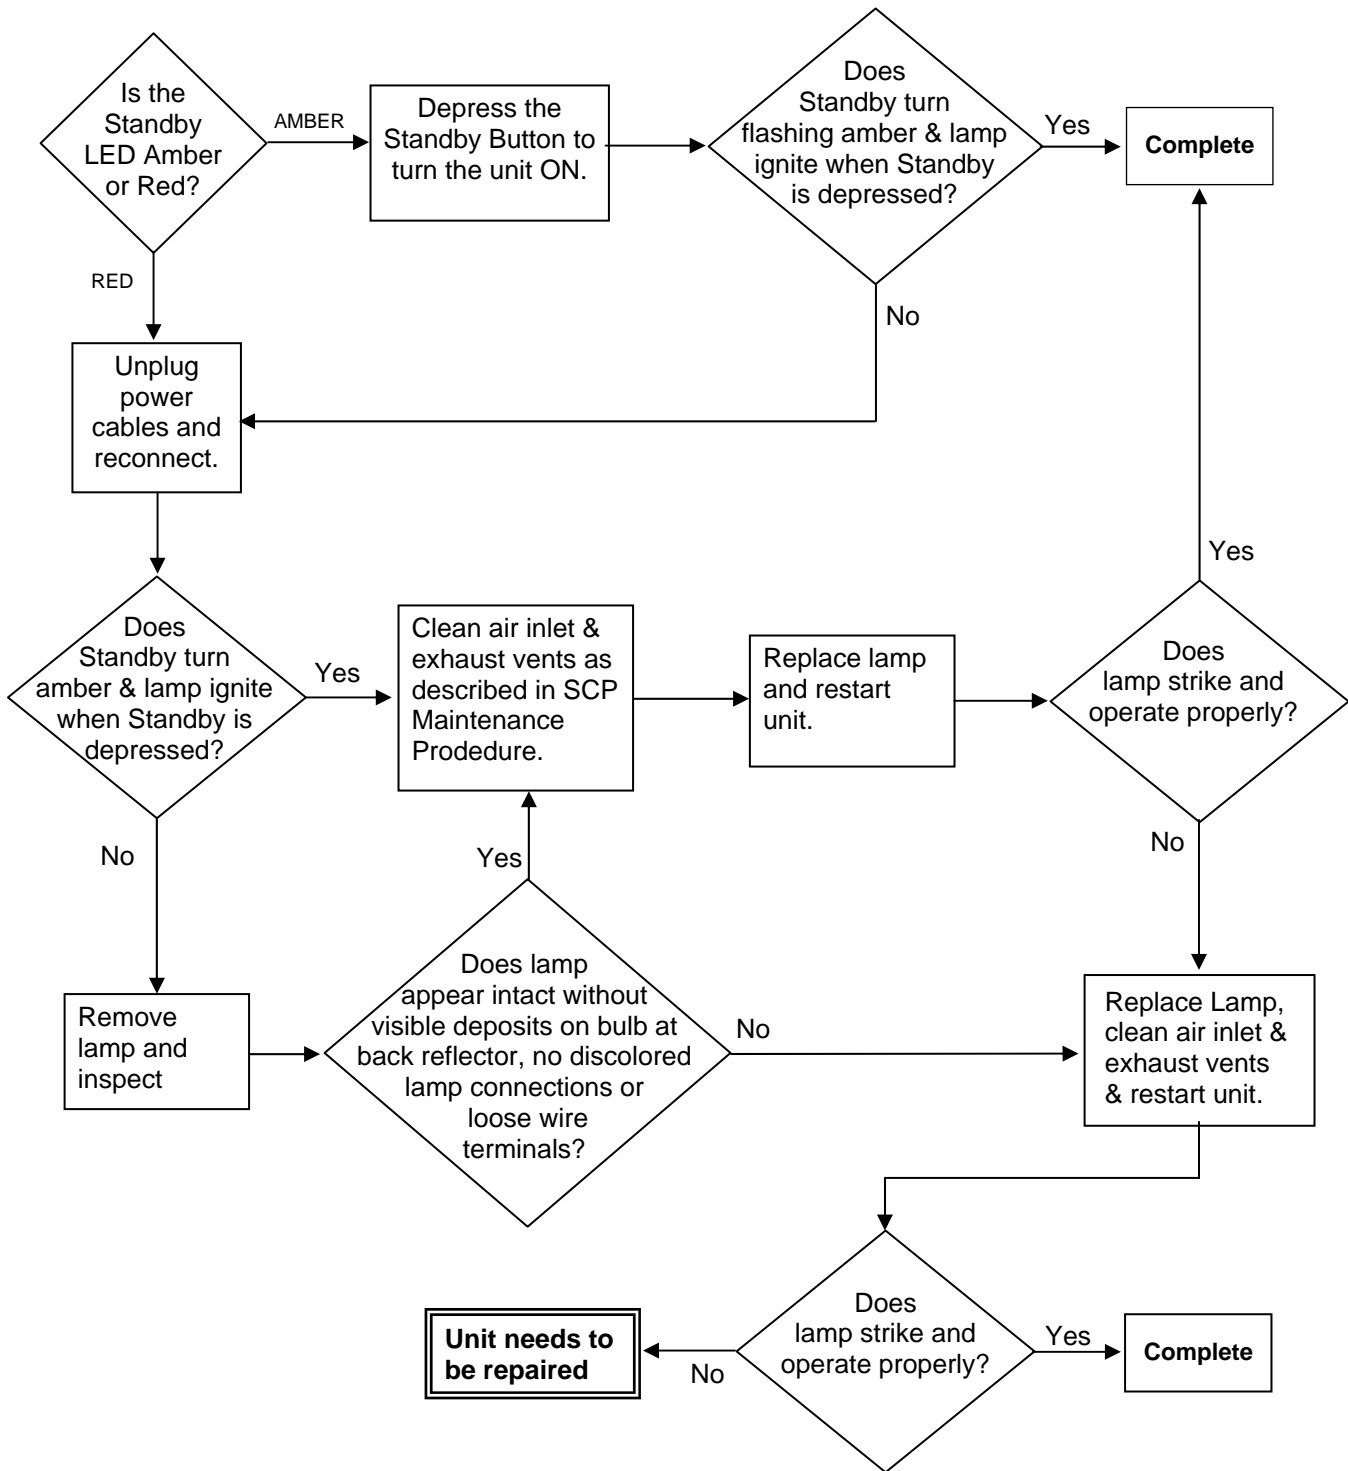 Is the
Standby
LED Amber
or Red?
AMBER
Depress the
Standby Button to
turn the unit ON.
Does
Standby turn
flashing amber & lamp
ignite when Standby
is depressed?
Yes
Complete
RED
No
Unplug
power
cables and
reconnect.
Does
Standby turn
amber & lamp ignite
when Standby is
depressed?
Yes
Clean air inlet &
exhaust vents as
described in SCP
Maintenance
Prodedure.
Replace lamp
and restart
unit.
Does
lamp strike and
operate properly?
Yes
No
No
Remove
lamp and
inspect
Yes
Does lamp
appear intact without
visible deposits on bulb at
back reflector, no discolored
lamp connections or
loose wire
terminals?
No
Replace Lamp,
clean air inlet &
exhaust vents
& restart unit.
Does
lamp strike and
operate properly?
No
Unit needs to
be repaired
Yes
Complete